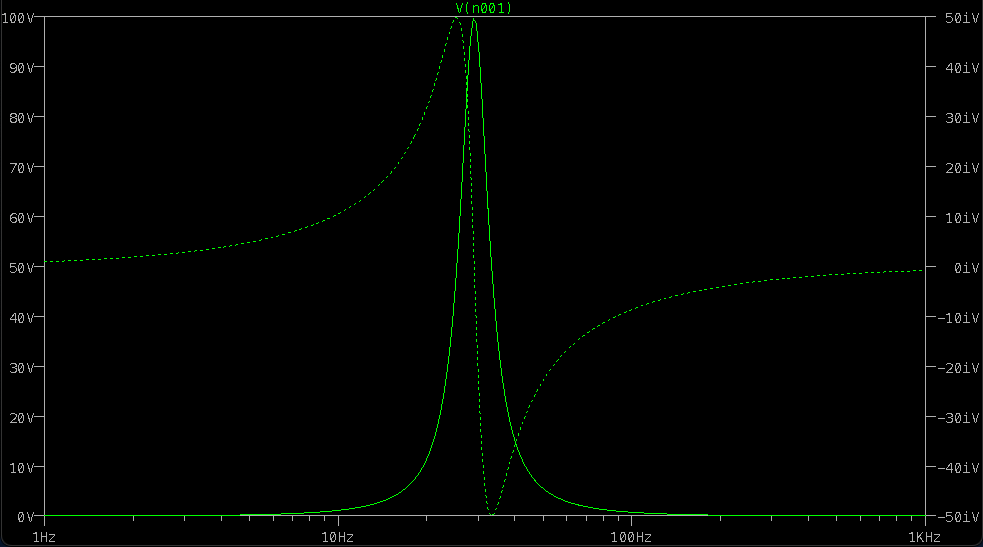 V(n001)
100V 50iV
90V 40iV
80V 30iV
70V 20iV
60V 10iV
50V 0iV
40V -10iV
30V -20iV
20V -30iV
10V -40iV
0V -50iV
1Hz 10Hz 100Hz 1KHz